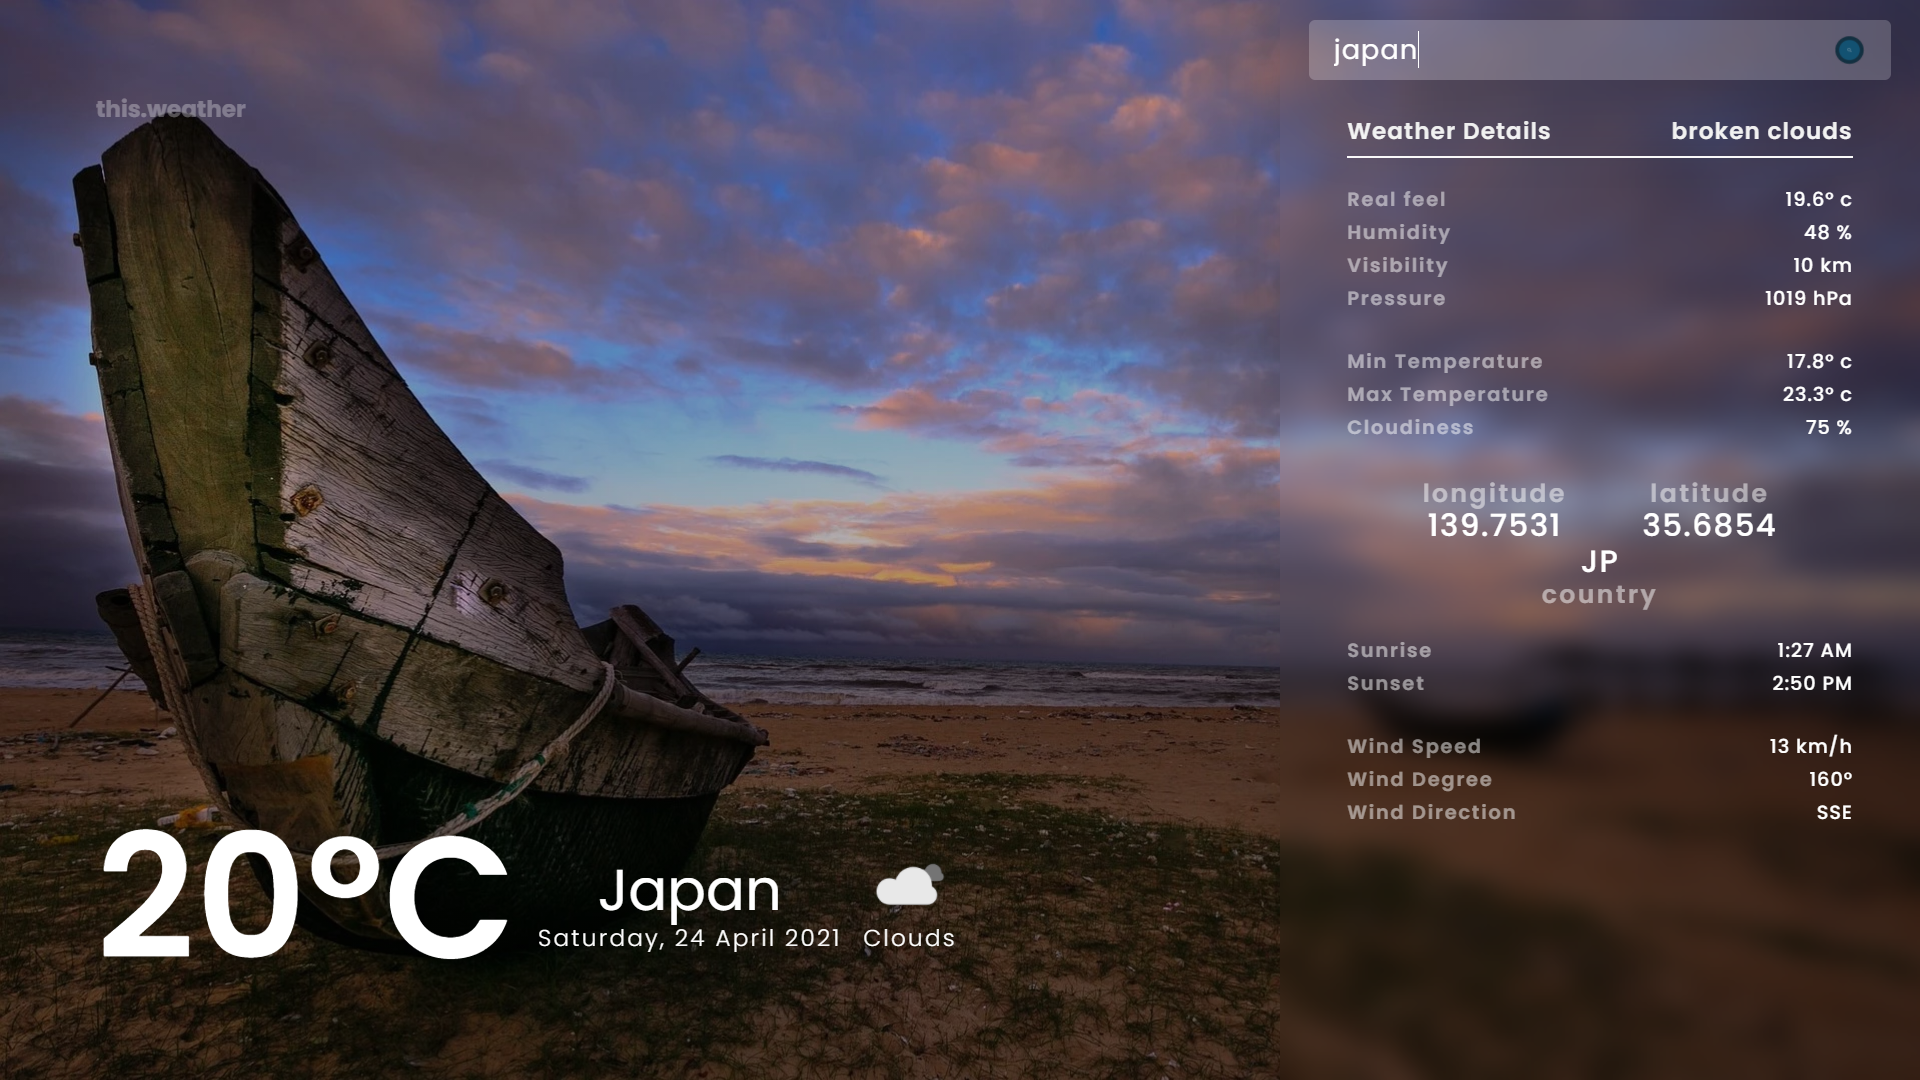 this.weather
20°C
Japan
Saturday, 24 April 2021
Clouds
japan
Weather Details broken clouds
Real feel 19.6° c
Humidity 48 %
Visibility 10 km
Pressure 1019 hPa
Min Temperature 17.8° c
Max Temperature 23.3° c
Cloudiness 75 %
longitude latitude
139.7531 35.6854
JP
country
Sunrise 1:27 AM
Sunset 2:50 PM
Wind Speed 13 km/h
Wind Degree 160°
Wind Direction SSE